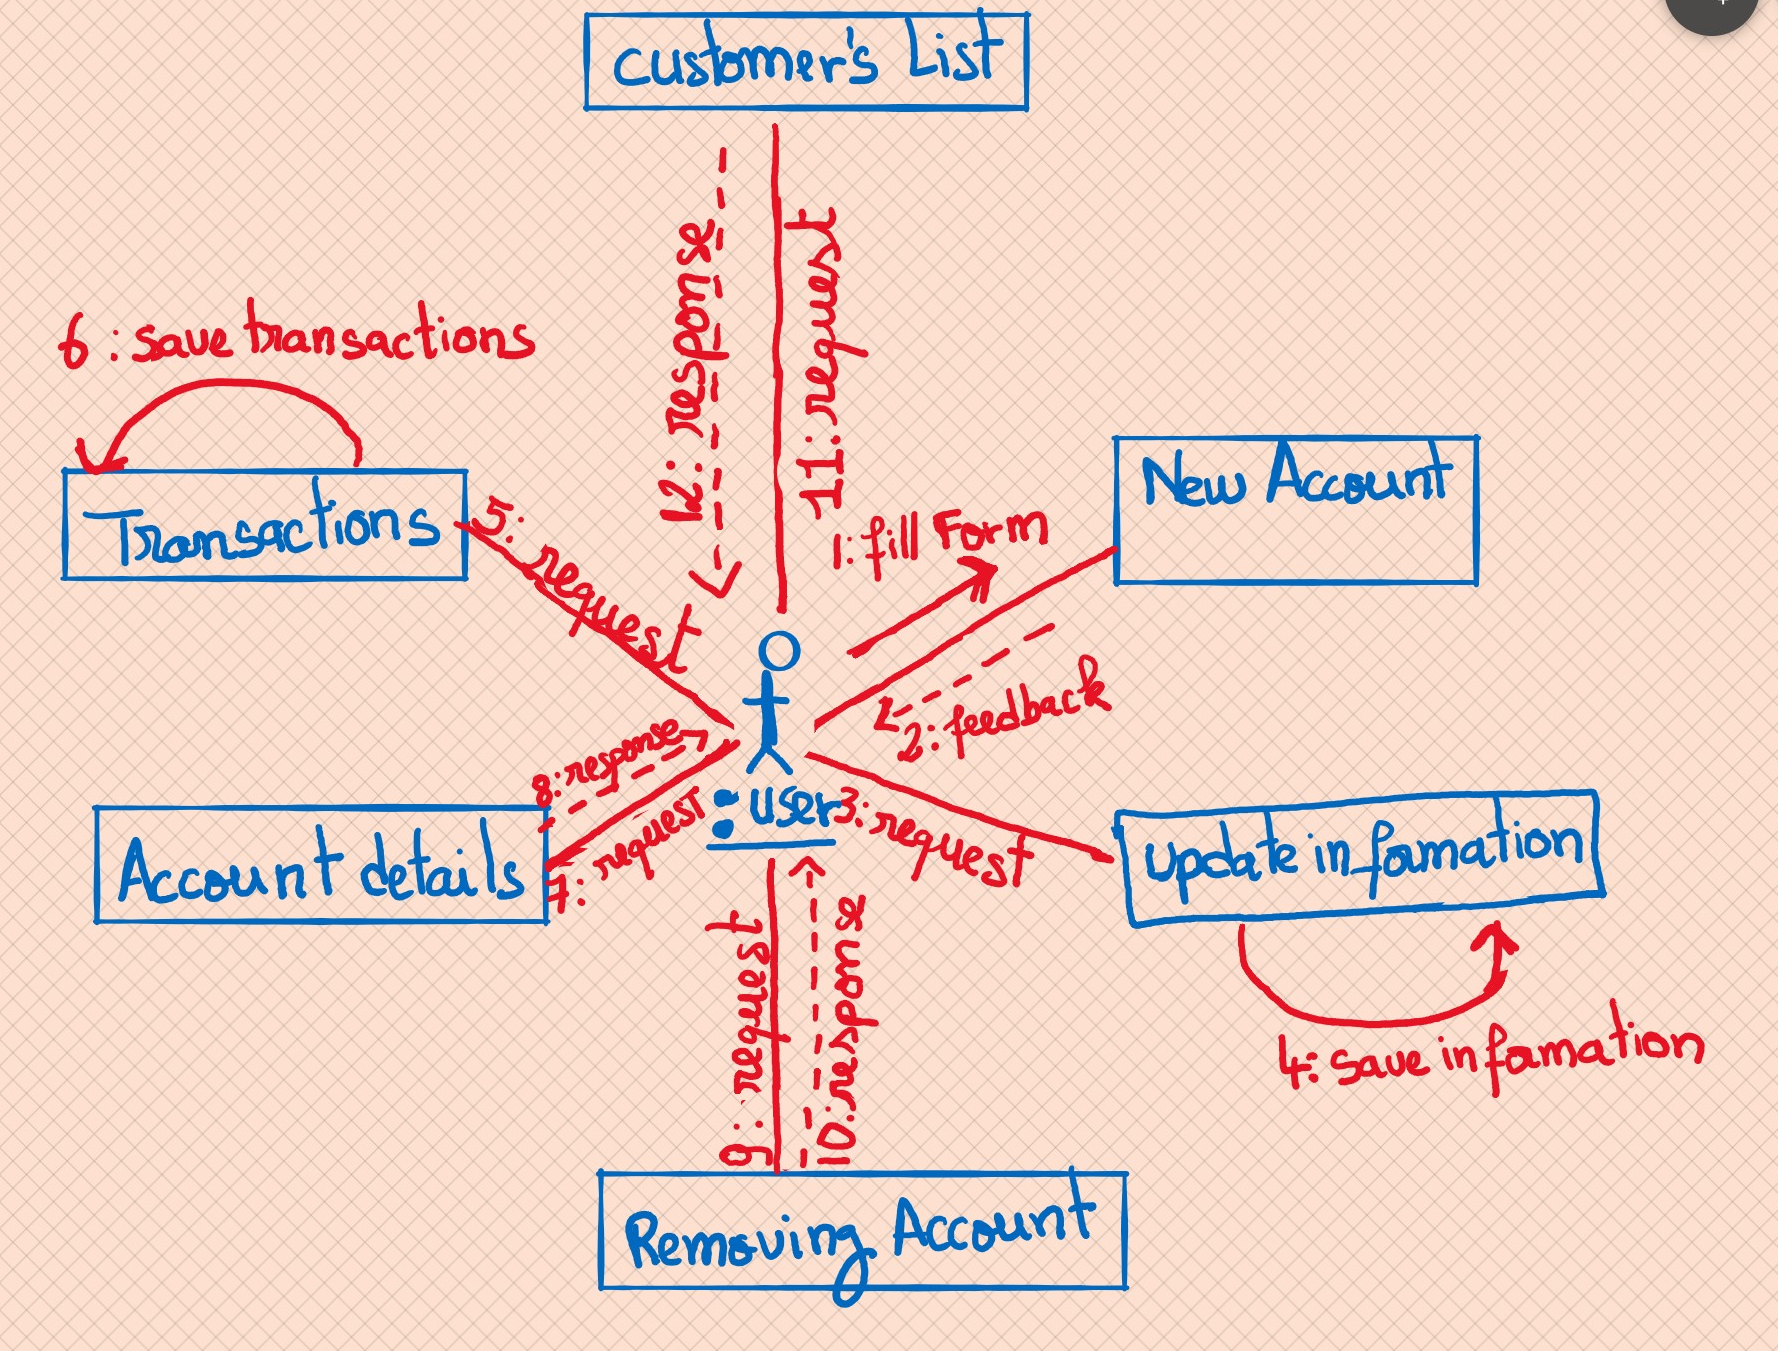 customer's List
12: response
11: request
6: save transactions
Transactions
5: request
1: fill Form
New Account
2: feedback
8: response
7: request
Account details
: user
3: request
update infomation
4: save infomation
9: request
10: response
Removing Account